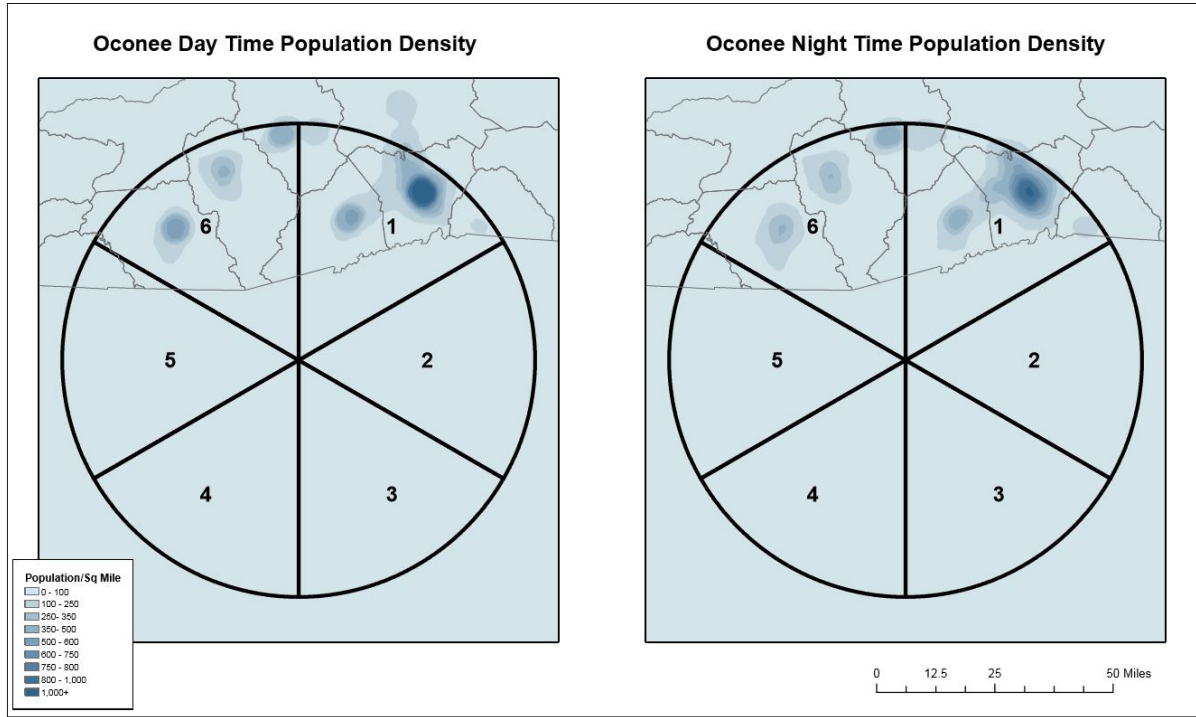 Oconee Day Time Population Density
Oconee Night Time Population Density
6
1
5
2
4
3
6
1
5
2
4
3
Population/Sq Mile
0 - 100
100 - 250
250- 350
350- 500
500 - 600
600 - 750
750 - 800
800 - 1,000
1,000+
0 12.5 25 50 Miles